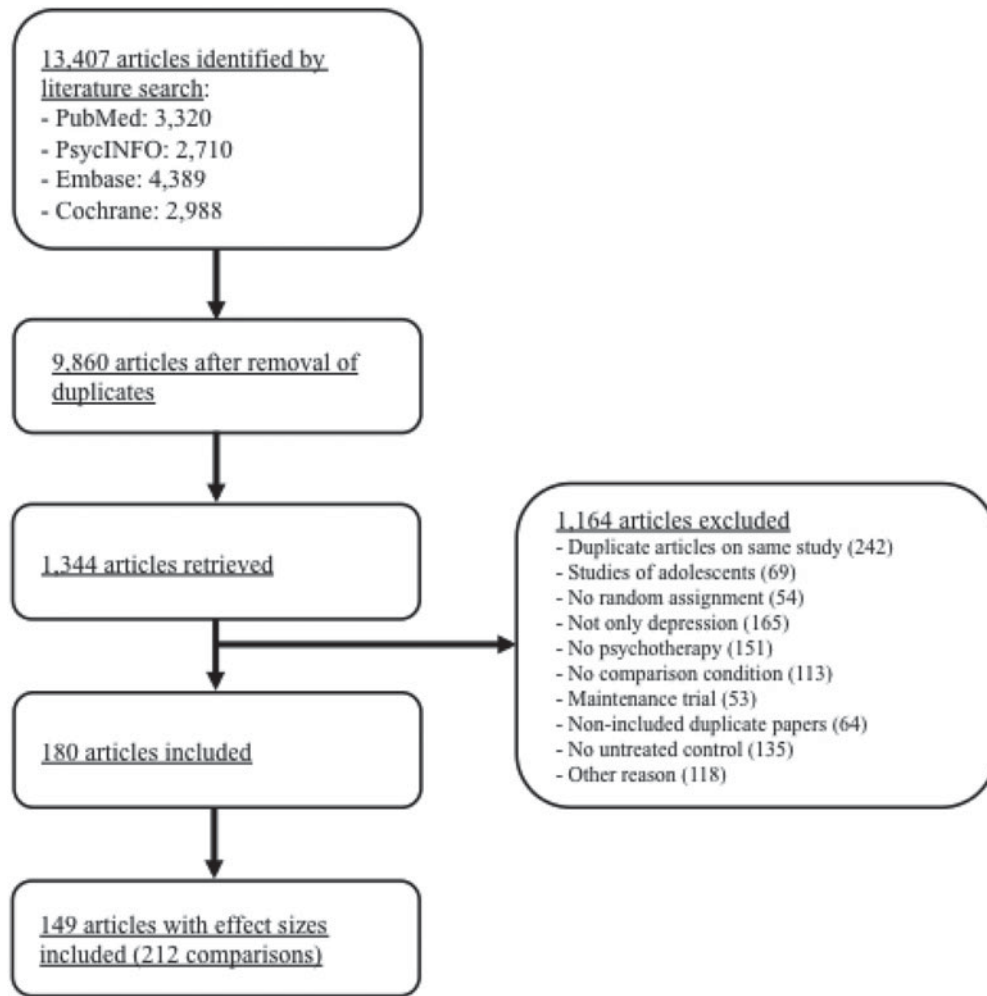 13,407 articles identified by
literature search:
- PubMed: 3,320
- PsycINFO: 2,710
- Embase: 4,389
- Cochrane: 2,988
9,860 articles after removal of
duplicates
1,344 articles retrieved
1,164 articles excluded
- Duplicate articles on same study (242)
- Studies of adolescents (69)
- No random assignment (54)
- Not only depression (165)
- No psychotherapy (151)
- No comparison condition (113)
- Maintenance trial (53)
- Non-included duplicate papers (64)
- No untreated control (135)
- Other reason (118)
180 articles included
149 articles with effect sizes
included (212 comparisons)